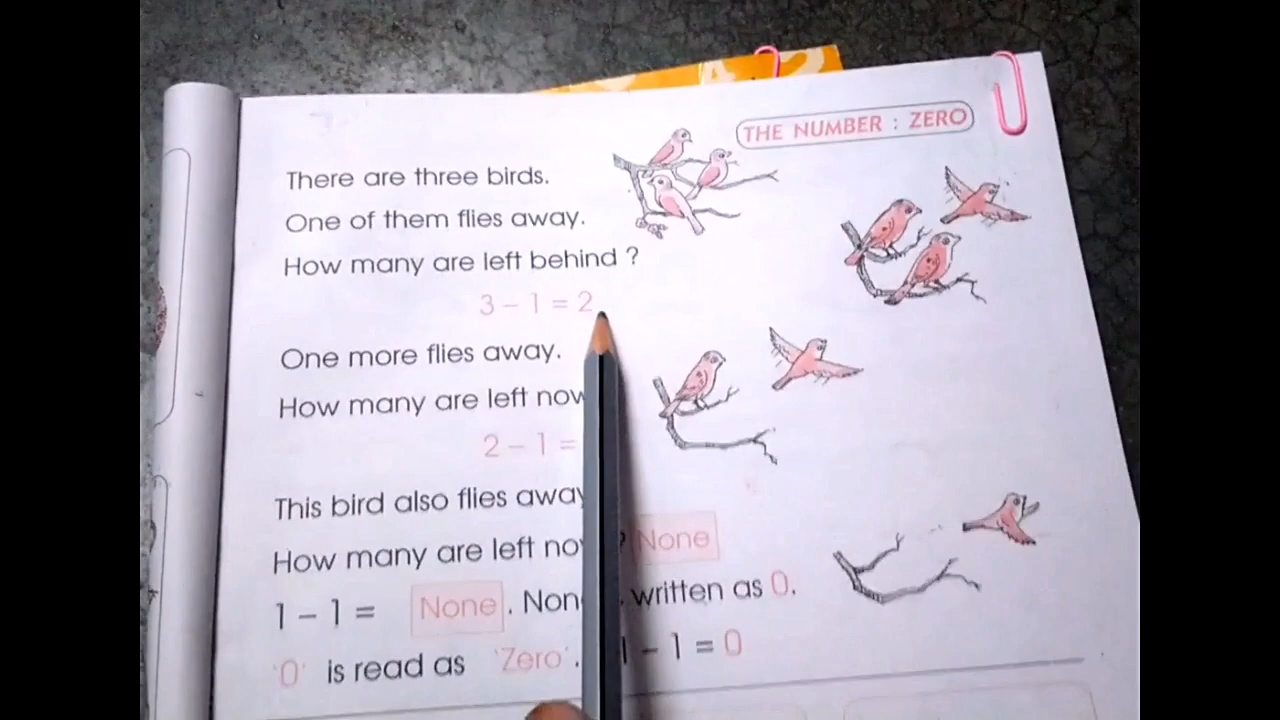 THE NUMBER : ZERO
There are three birds.
One of them flies away.
How many are left behind ?
3 – 1 = 2
One more flies away.
How many are left now
2 – 1 =
This bird also flies away
How many are left now ? None
1 – 1 = None . None written as 0.
'0' is read as 'Zero'. 1 – 1 = 0